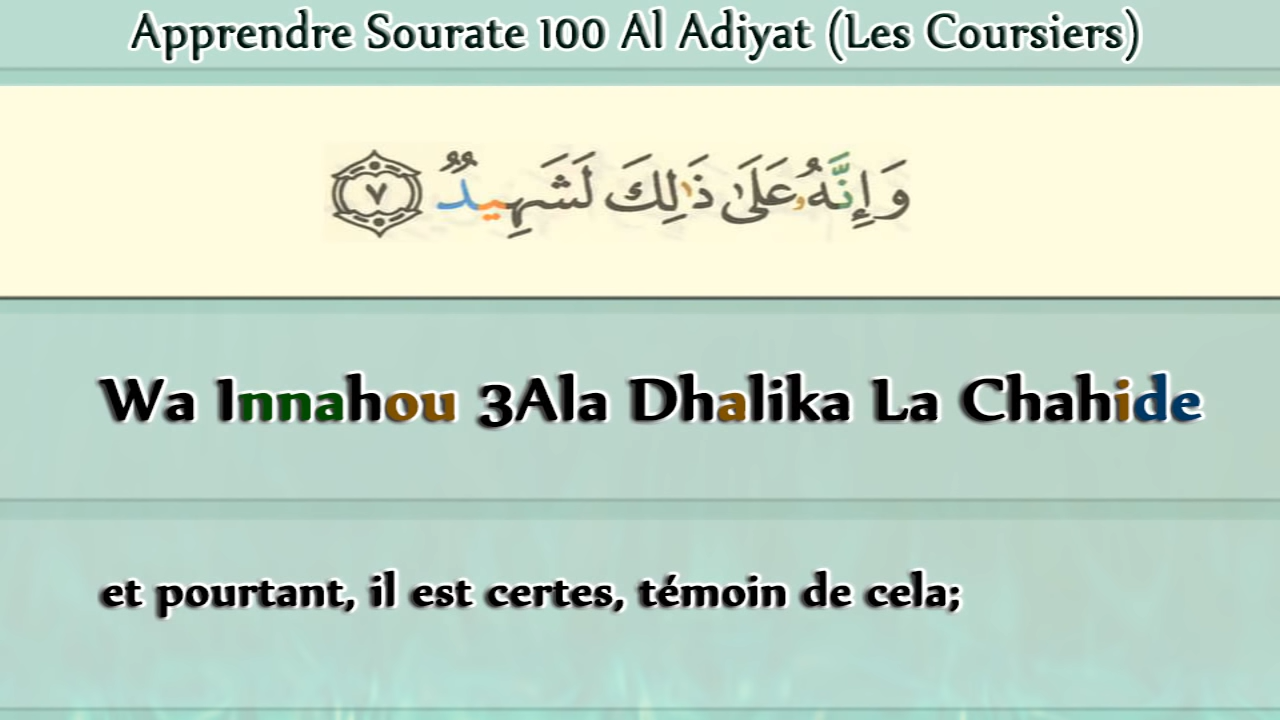 Apprendre Sourate 100 Al Adiyat (Les Coursiers)
وَإِنَّهُۥ عَلَىٰ ذَٰلِكَ لَشَهِيدٌ ٧
Wa Innahou 3Ala Dhalika La Chahide
et pourtant, il est certes, témoin de cela;